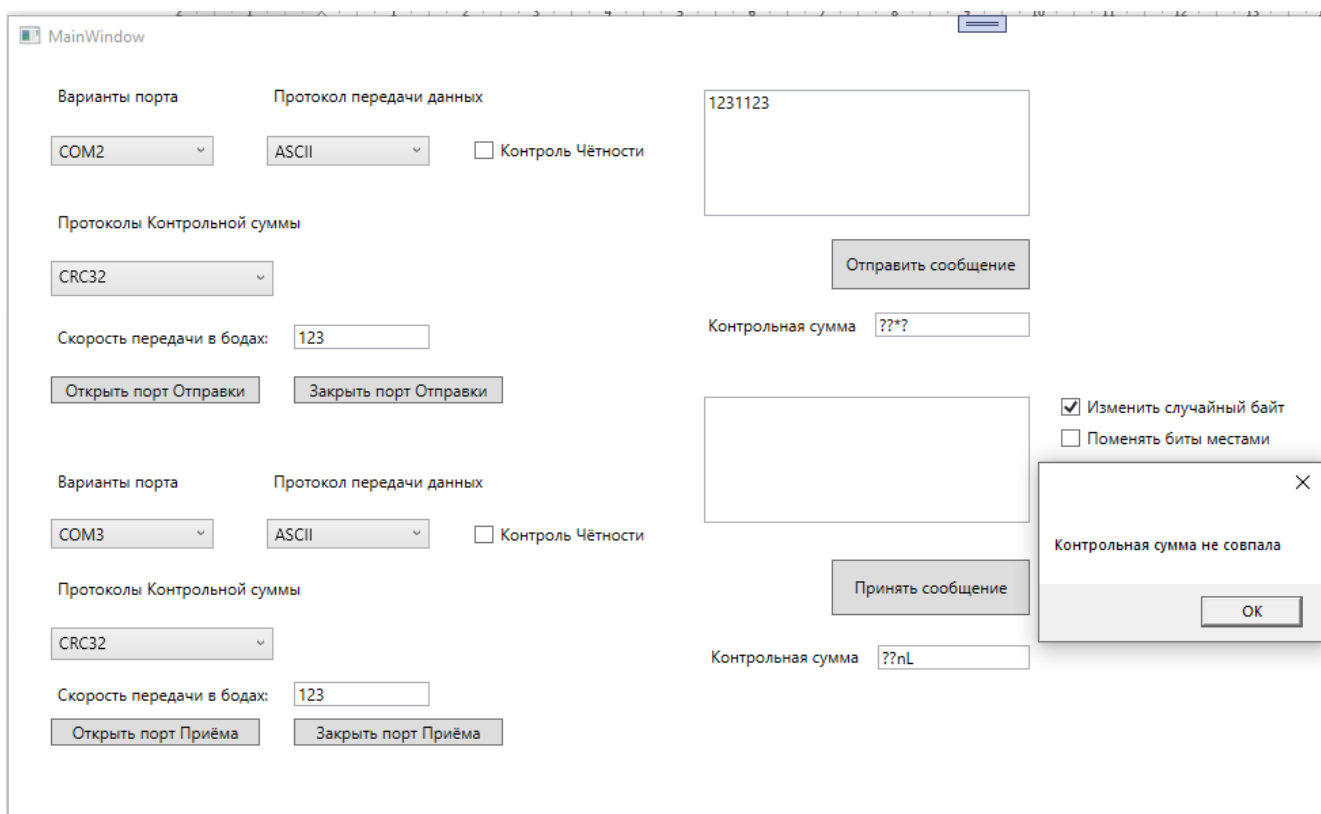 MainWindow
Варианты порта
Протокол передачи данных
1231123
COM2
ASCII
Контроль Чётности
Протоколы Контрольной суммы
Отправить сообщение
CRC32
Контрольная сумма
??*?
Скорость передачи в бодах:
123
Открыть порт Отправки
Закрыть порт Отправки
Изменить случайный байт
Поменять биты местами
Варианты порта
Протокол передачи данных
COM3
ASCII
Контроль Чётности
Контрольная сумма не совпала
Протоколы Контрольной суммы
Принять сообщение
OK
CRC32
Контрольная сумма
??nL
Скорость передачи в бодах:
123
Открыть порт Приёма
Закрыть порт Приёма